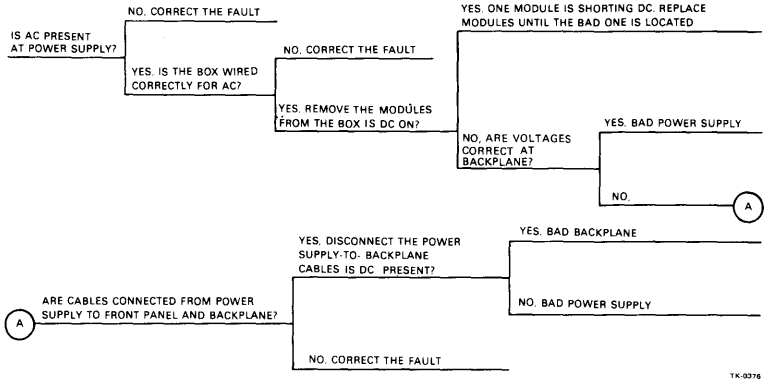 NO. CORRECT THE FAULT
IS AC PRESENT
AT POWER SUPPLY?
YES. IS THE BOX WIRED
CORRECTLY FOR AC?
NO. CORRECT THE FAULT
YES. REMOVE THE MODULES
FROM THE BOX IS DC ON?
YES. ONE MODULE IS SHORTING DC. REPLACE
MODULES UNTIL THE BAD ONE IS LOCATED
NO, ARE VOLTAGES
CORRECT AT
BACKPLANE?
YES. BAD POWER SUPPLY
NO.
A
A
ARE CABLES CONNECTED FROM POWER
SUPPLY TO FRONT PANEL AND BACKPLANE?
YES, DISCONNECT THE POWER
SUPPLY-TO- BACKPLANE
CABLES IS DC PRESENT?
YES. BAD BACKPLANE
NO. BAD POWER SUPPLY
NO. CORRECT THE FAULT
TK-0376